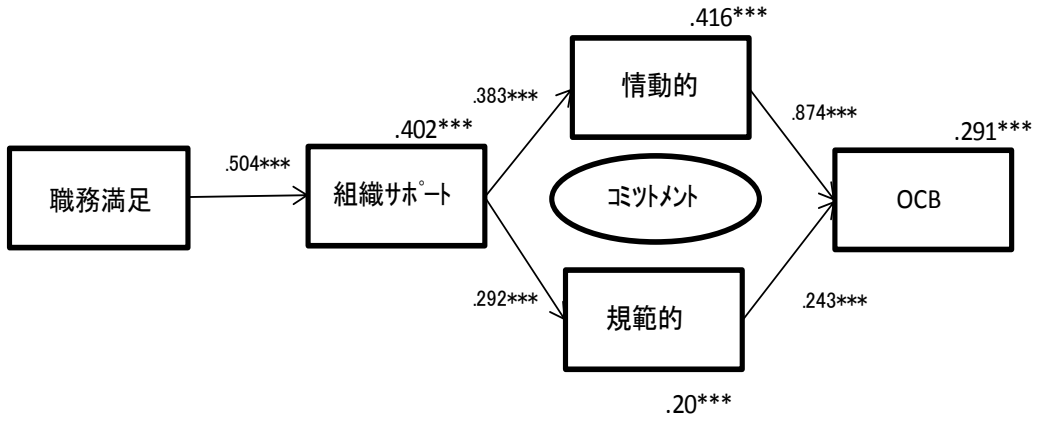 .416***
情動的
.383***
.874***
.402***
.291***
.504***
職務満足
組織サポート
コミットメント
OCB
.292***
規範的
.243***
.20***